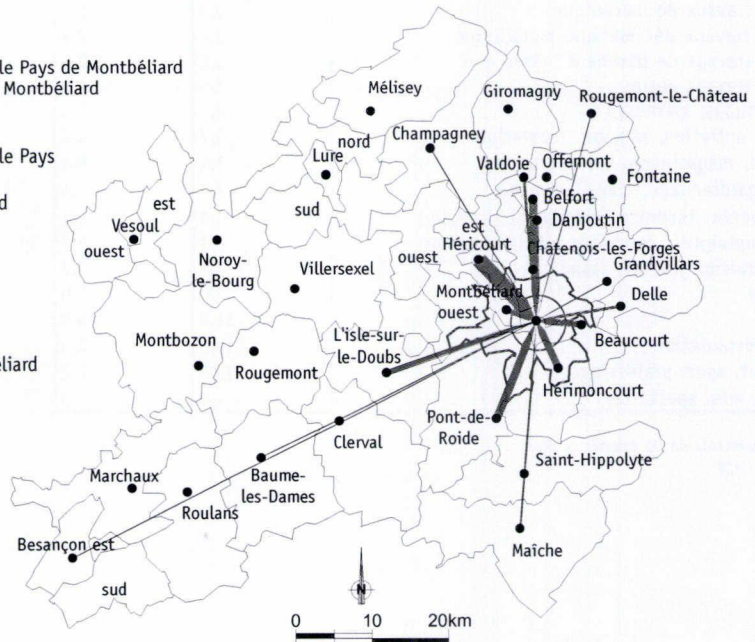 le Pays de Montbéliard
Montbéliard
le Pays
d
éliard
Mélisey
Giromagny
Rougemont-le-Château
Champagney
nord
Lure
Valdoie
Offemont
Fontaine
sud
Belfort
Danjoutin
est
Vesoul
ouest
est
Héricourt
ouest
Châtenois-les-Forges
Grandvillars
Noroy-
le-Bourg
Villersexel
Montbéliard
ouest
Delle
Montbozon
L'isle-sur-
le-Doubs
Beaucourt
Rougemont
Hérimoncourt
Pont-de-
Roide
Clerval
Saint-Hippolyte
Marchaux
Baume-
les-Dames
Roulans
Besançon est
Maîche
sud
N
0 10 20km